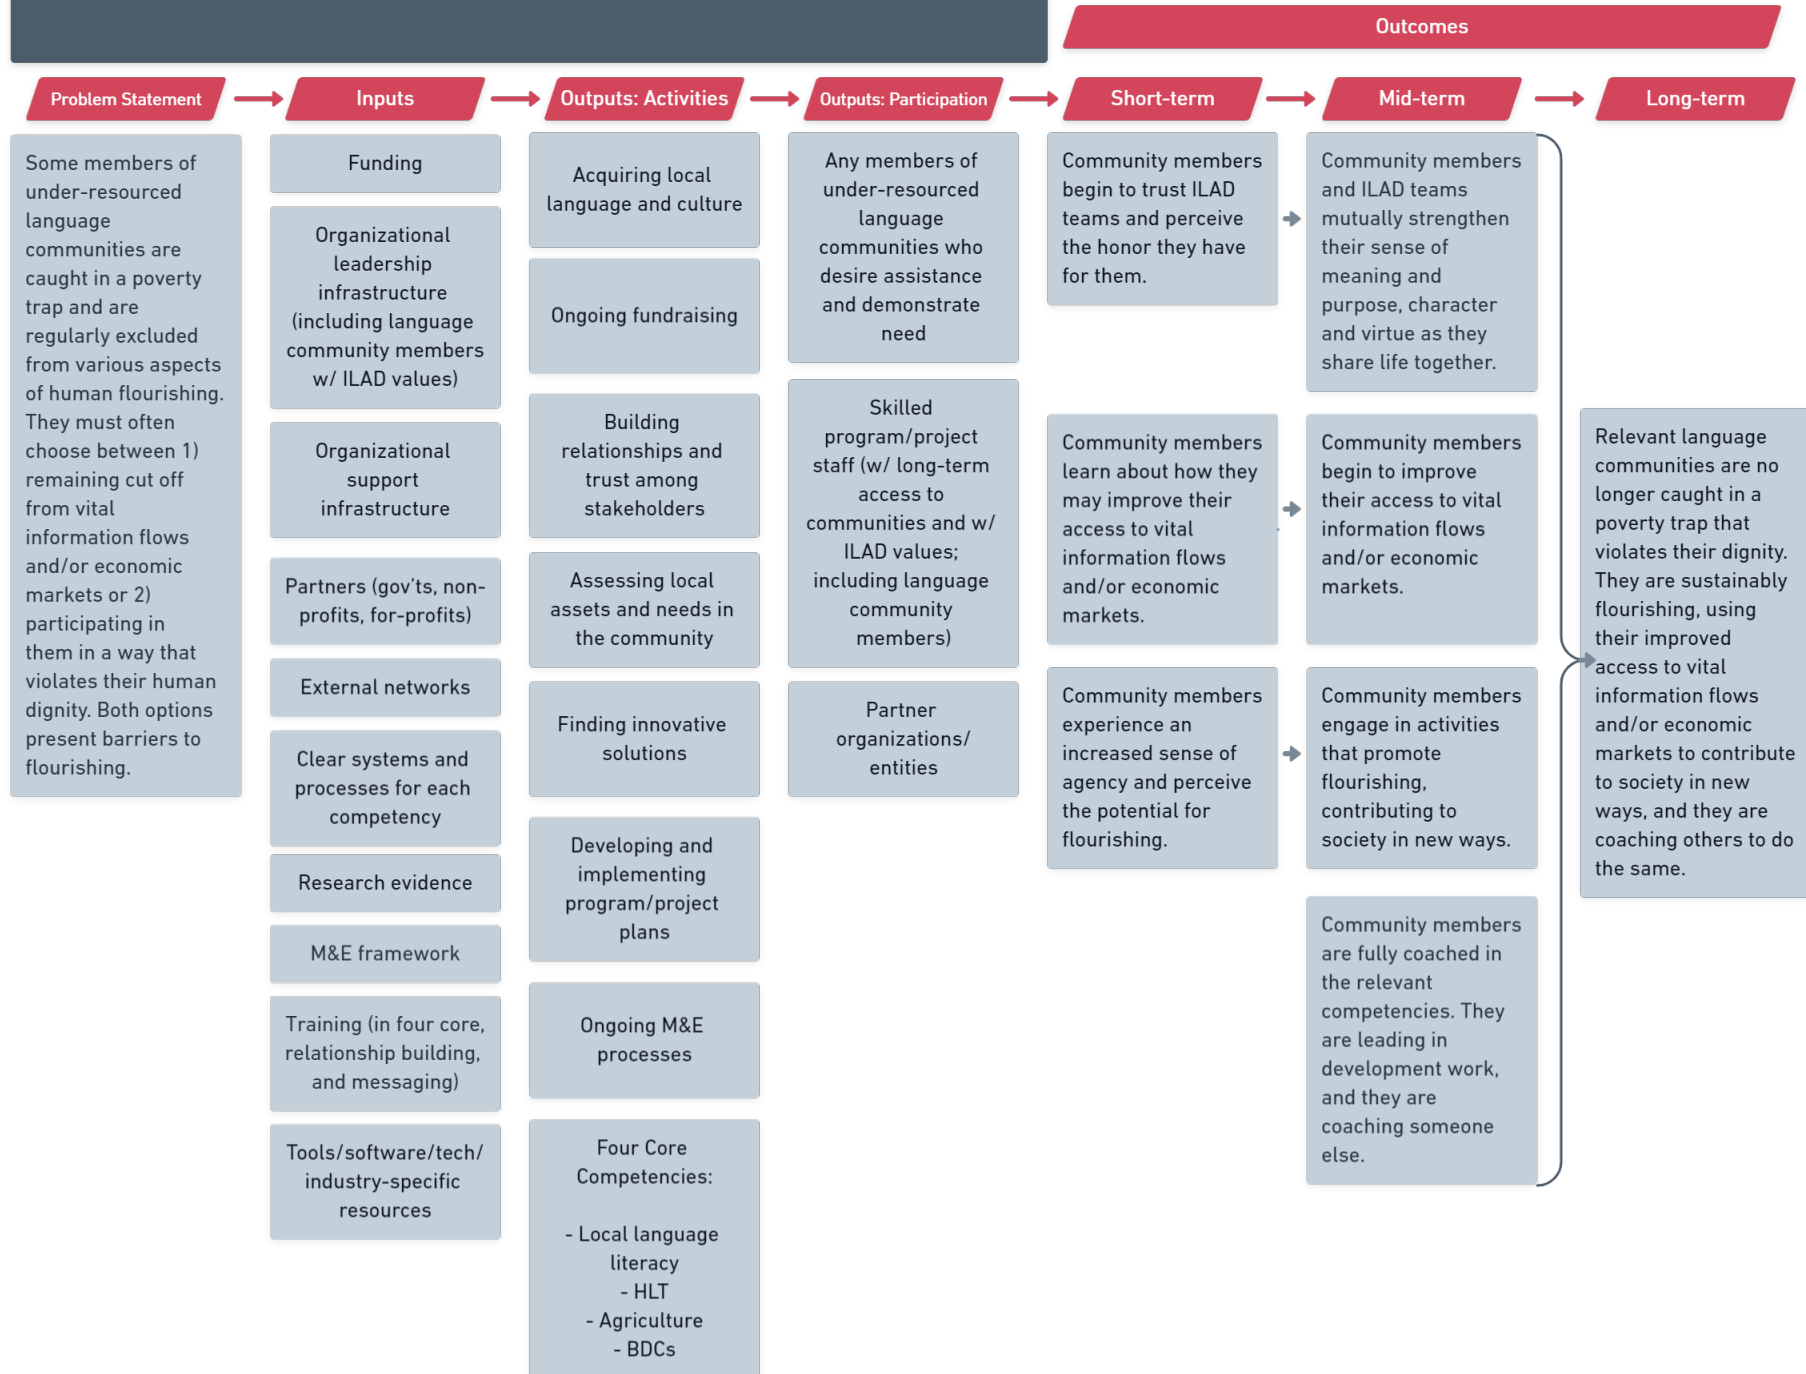 Outcomes
Problem Statement
Inputs
Outputs: Activities
Outputs: Participation
Short-term
Mid-term
Long-term
Some members of
under-resourced
language
communities are
caught in a poverty
trap and are
regularly excluded
from various aspects
of human flourishing.
They must often
choose between 1)
remaining cut off
from vital
information flows
and/or economic
markets or 2)
participating in
them in a way that
violates their human
dignity. Both options
present barriers to
flourishing.
Funding
Organizational
leadership
infrastructure
(including language
community members
w/ ILAD values)
Organizational
support
infrastructure
Partners (gov'ts, non-
profits, for-profits)
External networks
Clear systems and
processes for each
competency
Research evidence
M&E framework
Training (in four core,
relationship building,
and messaging)
Tools/software/tech/
industry-specific
resources
Acquiring local
language and culture
Ongoing fundraising
Building
relationships and
trust among
stakeholders
Assessing local
assets and needs in
the community
Finding innovative
solutions
Developing and
implementing
program/project
plans
Ongoing M&E
processes
Four Core
Competencies:
- Local language
literacy
- HLT
- Agriculture
- BDCs
Any members of
under-resourced
language
communities who
desire assistance
and demonstrate
need
Skilled
program/project
staff (w/ long-term
access to
communities and w/
ILAD values;
including language
community
members)
Partner
organizations/
entities
Community members
begin to trust ILAD
teams and perceive
the honor they have
for them.
Community members
learn about how they
may improve their
access to vital
information flows
and/or economic
markets.
Community members
experience an
increased sense of
agency and perceive
the potential for
flourishing.
Community members
and ILAD teams
mutually strengthen
their sense of
meaning and
purpose, character
and virtue as they
share life together.
Community members
begin to improve
their access to vital
information flows
and/or economic
markets.
Community members
engage in activities
that promote
flourishing,
contributing to
society in new ways.
Community members
are fully coached in
the relevant
competencies. They
are leading in
development work,
and they are
coaching someone
else.
Relevant language
communities are no
longer caught in a
poverty trap that
violates their dignity.
They are sustainably
flourishing, using
their improved
access to vital
information flows
and/or economic
markets to contribute
to society in new
ways, and they are
coaching others to do
the same.